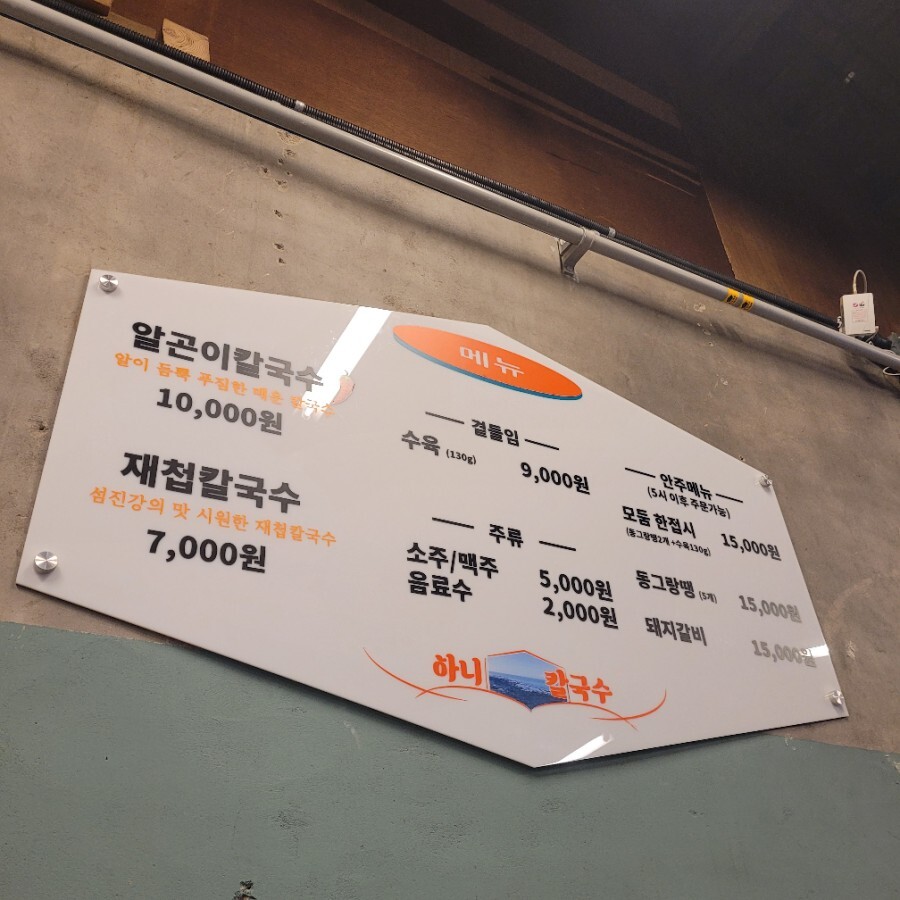 메뉴
알곤이칼국수
알이 듬뿍 푸짐한 매운 칼국수
10,000원
재첩칼국수
섬진강의 맛 시원한 재첩칼국수
7,000원
곁들임
수육 (130g) 9,000원
주류
소주/맥주 5,000원
음료수 2,000원
안주메뉴
(5시 이후 주문가능)
모둠 한접시 15,000원
(동그랑땡2개 +수육130g)
동그랑땡 (5개) 15,000원
돼지갈비 15,000원
하니 칼국수